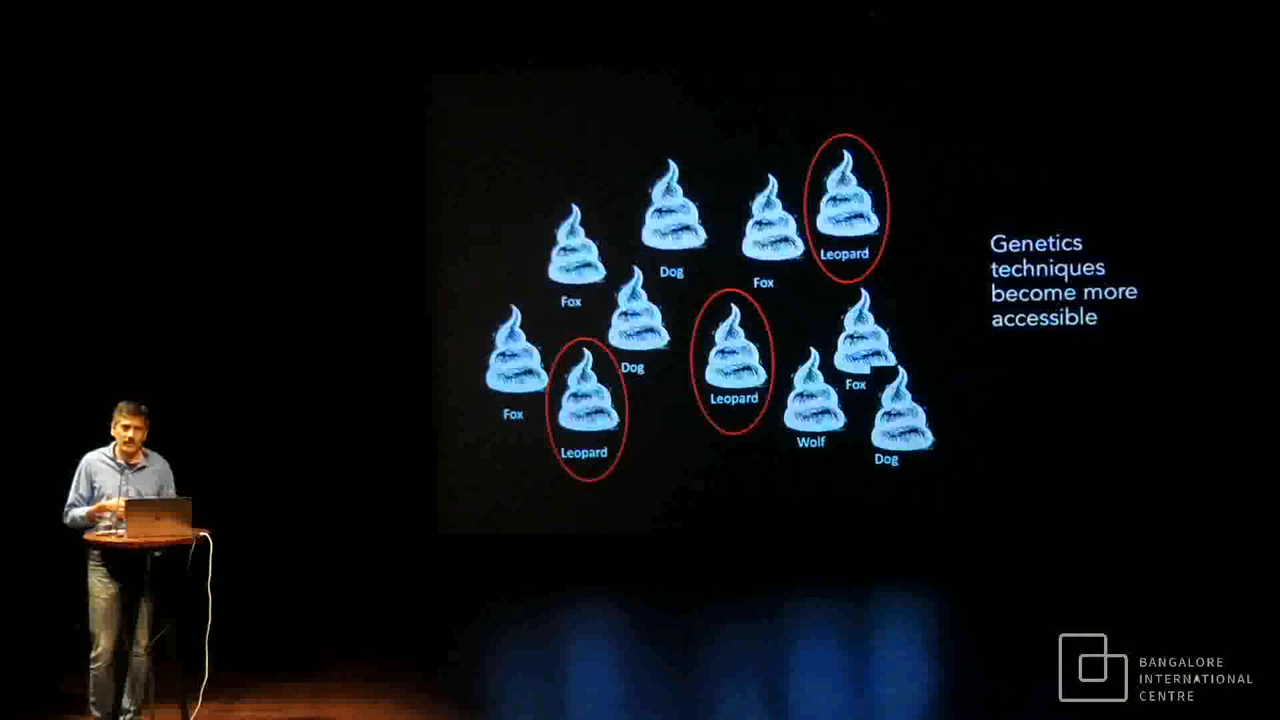 Leopard
Dog
Fox
Fox
Dog
Fox
Leopard
Fox
Wolf
Leopard
Dog
Genetics
techniques
become more
accessible
BANGALORE
INTERNATIONAL
CENTRE